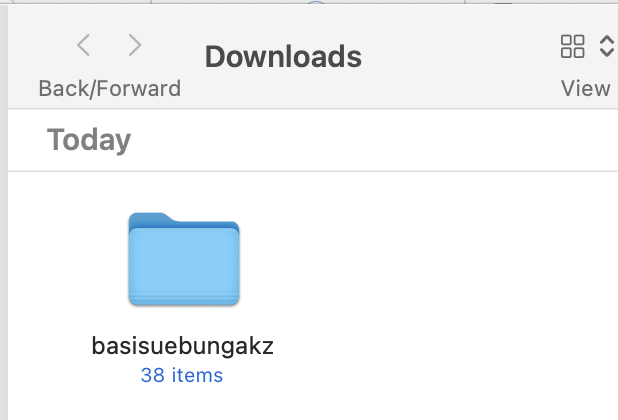 Downloads
Back/Forward
View
Today
basisuebungakz
38 items